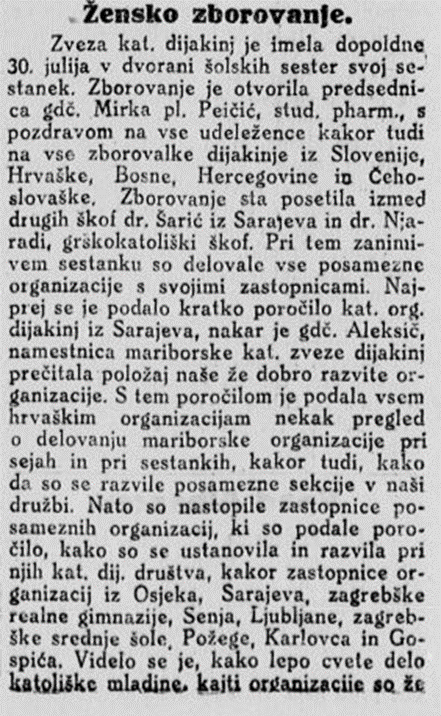 Žensko zborovanje.
Zveza kat. dijakinj je imela dopoldne
30. julija v dvorani šolskih sester svoj se-
stanek. Zborovanje je otvorila predsedni-
ca gdč. Mirka pl. Peičić, stud. pharm., s
pozdravom na vse udeležence kakor tudi
na vse zborovalke dijakinje iz Slovenije,
Hrvaške, Bosne, Hercegovine in Čeho-
slovaške. Zborovanje sta posetila izmed
drugih škof dr. Šarić iz Sarajeva in dr. Nja-
radi, grškokatoliški škof. Pri tem zanimi-
vem sestanku so delovale vse posamezne
organizacije s svojimi zastopnicami. Naj-
prej se je podalo kratko poročilo kat. org.
dijakinj iz Sarajeva, nakar je gdč. Aleksič,
namestnica mariborske kat. zveze dijakinj
prečitala položaj naše že dobro razvite or-
ganizacije. S tem poročilom je podala vsem
hrvaškim organizacijam nekak pregled
o delovanju mariborske organizacije pri
sejah in pri sestankih, kakor tudi, kako
da so se razvile posamezne sekcije v naši
družbi. Nato so nastopile zastopnice po-
sameznih organizacij, ki so podale poro-
čilo, kako so se ustanovila in razvila pri
njih kat. dij. društva, kakor zastopnice or-
ganizacij iz Osjeka, Sarajeva, zagrebške
realne gimnazije, Senja, Ljubljane, zagreb-
ške srednje šole, Požege, Karlovca in Go-
spića. Videlo se je, kako lepo cvete delo
katoliške mladine, kajti organizacije so že